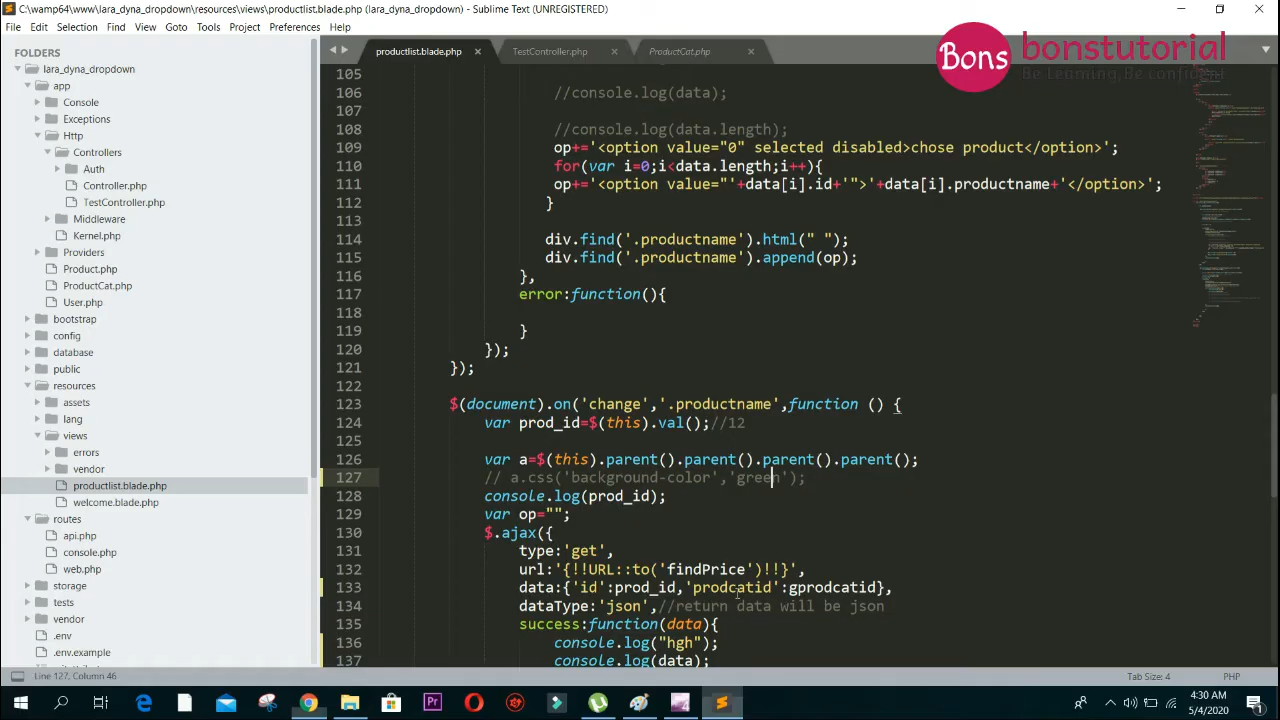 C:\wamp64\www\lara_dyna_dropdown\resources\views\productlist.blade.php (lara_dyna_dropdown) - Sublime Text (UNREGISTERED)
File Edit Selection Find View Goto Tools Project Preferences Help
FOLDERS
lara_dyna_dropdown
app
Console
Exceptions
Http
Controllers
Auth
Controller.php
TestController.php
Middleware
Kernel.php
Providers
Product.php
ProductCat.php
User.php
bootstrap
config
database
public
resources
assets
lang
views
errors
vendor
productlist.blade.php
welcome.blade.php
routes
api.php
console.php
web.php
storage
tests
vendor
.env
.env.example
productlist.blade.php TestController.php ProductCat.php
Bons bonstutorial
Be Learning, Be confident
105
106 //console.log(data);
107
108 //console.log(data.length);
109 op+='<option value="0" selected disabled>chose product</option>';
110 for(var i=0;i<data.length;i++){
111 op+='<option value="'+data[i].id+'">'+data[i].productname+'</option>';
112 }
113
114 div.find('.productname').html(" ");
115 div.find('.productname').append(op);
116 },
117 error:function(){
118
119 }
120 });
121 });
122
123 $(document).on('change','.productname',function () {
124 var prod_id=$(this).val();//12
125
126 var a=$(this).parent().parent().parent().parent();
127 // a.css('background-color','green');
128 console.log(prod_id);
129 var op="";
130 $.ajax({
131 type:'get',
132 url:'{!!URL::to('findPrice')!!}',
133 data:{'id':prod_id,'prodcatid':gprodcatid},
134 dataType:'json',//return data will be json
135 success:function(data){
136 console.log("hgh");
137 console.log(data);
Line 127, Column 46 Tab Size: 4 PHP
4:30 AM
5/4/2020